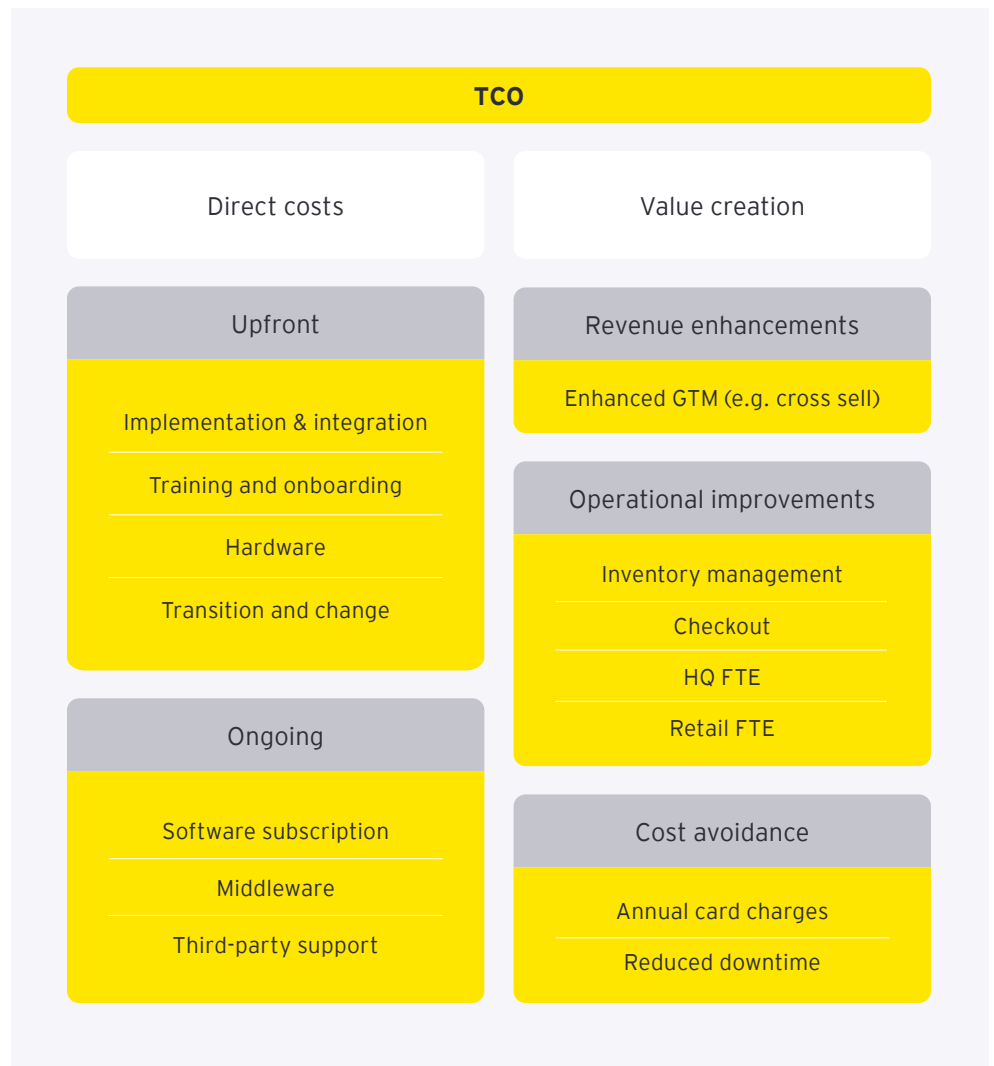 TCO
Direct costs
Upfront
Implementation & integration
Training and onboarding
Hardware
Transition and change
Ongoing
Software subscription
Middleware
Third-party support
Value creation
Revenue enhancements
Enhanced GTM (e.g. cross sell)
Operational improvements
Inventory management
Checkout
HQ FTE
Retail FTE
Cost avoidance
Annual card charges
Reduced downtime